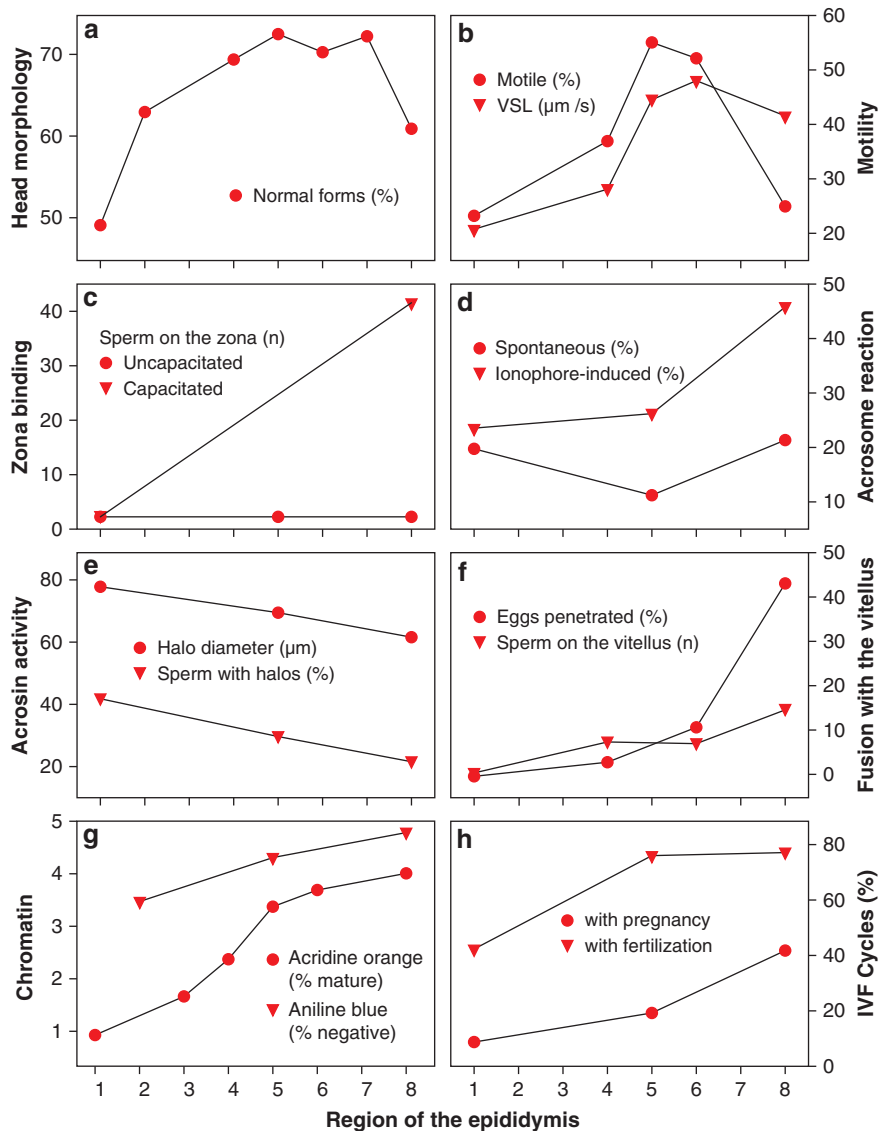 a
Head morphology
70
60
50
Normal forms (%)
b
Motile (%)
VSL (µm /s)
60
50
40
30
20
Motility
c
Zona binding
40
30
20
10
0
Sperm on the zona (n)
Uncapacitated
Capacitated
d
Spontaneous (%)
Ionophore-induced (%)
50
40
30
20
10
Acrosome reaction
e
Acrosin activity
80
60
40
20
Halo diameter (µm)
Sperm with halos (%)
f
Eggs penetrated (%)
Sperm on the vitellus (n)
50
40
30
20
10
0
Fusion with the vitellus
g
Chromatin
5
4
3
2
1
Acridine orange
(% mature)
Aniline blue
(% negative)
1 2 3 4 5 6 7 8
h
with pregnancy
with fertilization
80
60
40
20
0
IVF Cycles (%)
1 2 3 4 5 6 7 8
Region of the epididymis